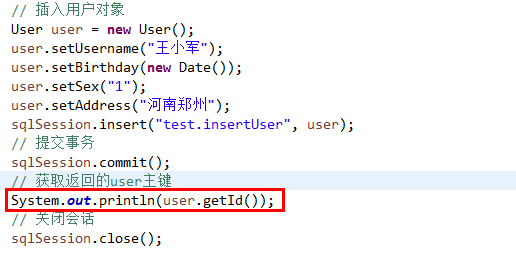 // 插入用户对象
User user = new User();
user.setUsername("王小军");
user.setBirthday(new Date());
user.setSex("1");
user.setAddress("河南郑州");
sqlSession.insert("test.insertUser", user);
// 提交事务
sqlSession.commit();
// 获取返回的user主键
System.out.println(user.getId());
// 关闭会话
sqlSession.close();